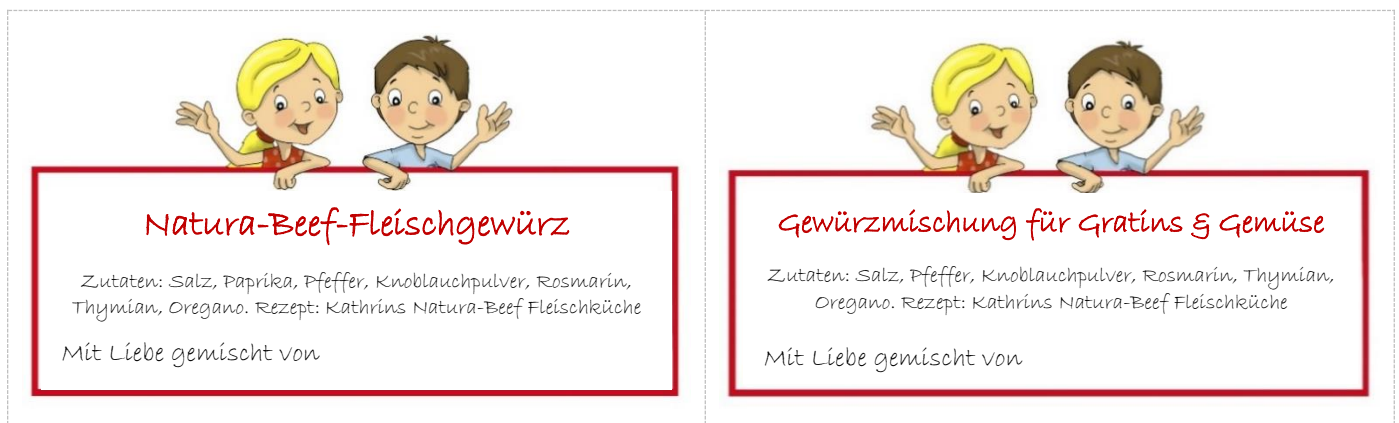 Natura-Beef-Fleischgewürz
Zutaten: Salz, Paprika, Pfeffer, Knoblauchpulver, Rosmarin,
Thymian, Oregano. Rezept: Kathrins Natura-Beef Fleischküche
Mit Liebe gemischt von
Gewürzmischung für Gratins & Gemüse
Zutaten: Salz, Pfeffer, Knoblauchpulver, Rosmarin, Thymian,
Oregano. Rezept: Kathrins Natura-Beef Fleischküche
Mit Liebe gemischt von